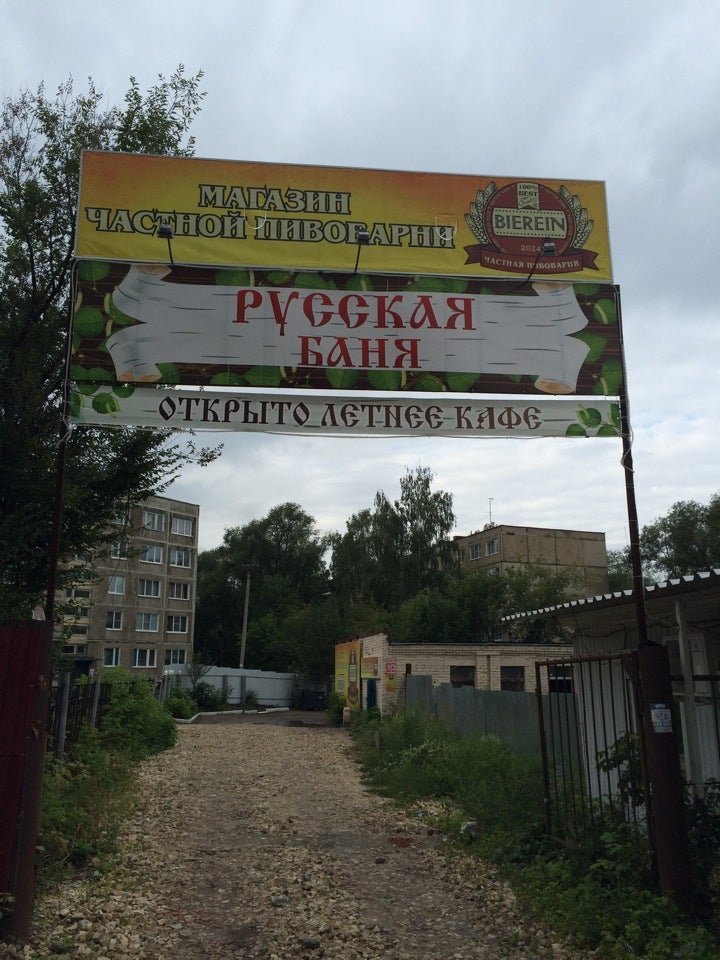 МАГАЗИН
ЧАСТНОЙ ПИВОВАРНИ
100%
BEST
BIEREIN
2014
ЧАСТНАЯ ПИВОВАРНЯ
РУССКАЯ
БАНЯ
ОТКРЫТО ЛЕТНЕЕ КАФЕ